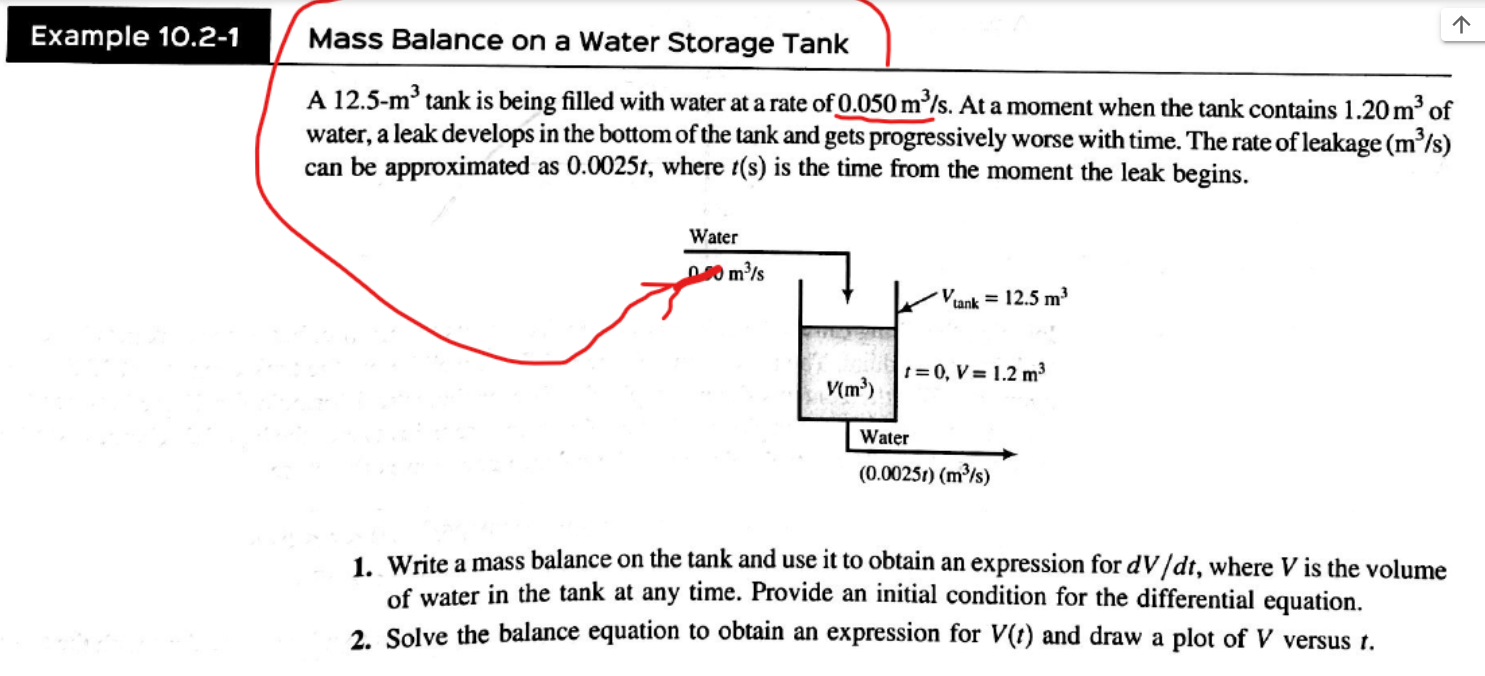 Example 10.2-1
Mass Balance on a Water Storage Tank
A 12.5-m³ tank is being filled with water at a rate of 0.050 m³/s. At a moment when the tank contains 1.20 m³ of
water, a leak develops in the bottom of the tank and gets progressively worse with time. The rate of leakage (m³/s)
can be approximated as 0.0025t, where t(s) is the time from the moment the leak begins.
Water
m³/s
V_tank = 12.5 m³
t = 0, V = 1.2 m³
V(m³)
Water
(0.0025t) (m³/s)
1. Write a mass balance on the tank and use it to obtain an expression for dV/dt, where V is the volume
of water in the tank at any time. Provide an initial condition for the differential equation.
2. Solve the balance equation to obtain an expression for V(t) and draw a plot of V versus t.